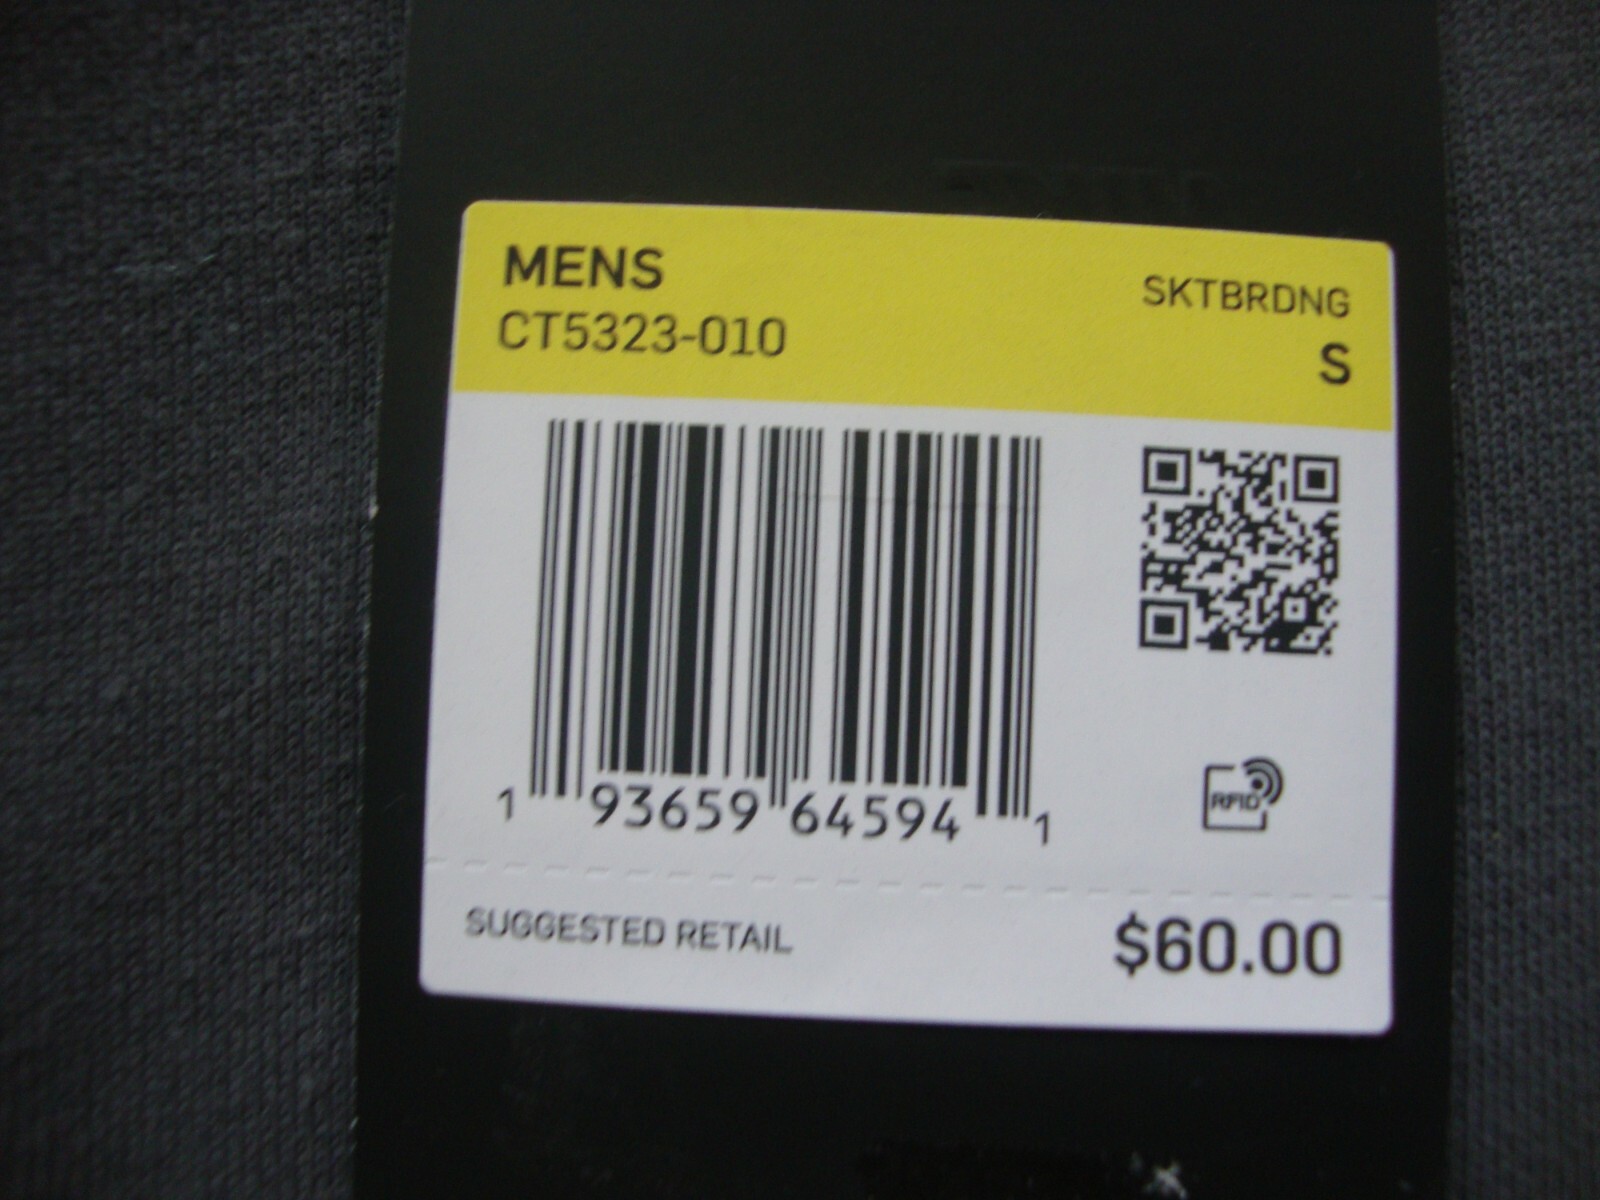 MENS
SKTBRDNG
CT5323-010
S
1 93659 64594 1
RFID
SUGGESTED RETAIL
$60.00